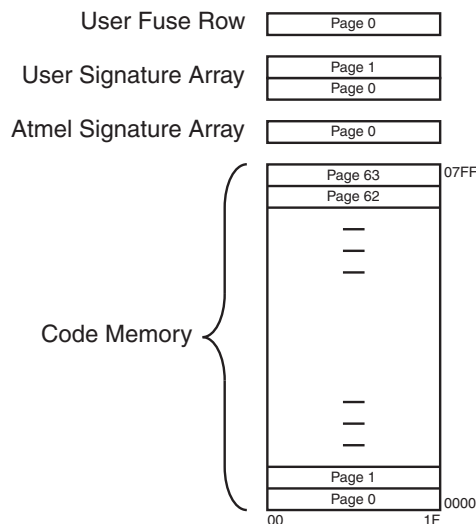 User Fuse Row
Page 0
User Signature Array
Page 1
Page 0
Atmel Signature Array
Page 0
Page 63
07FF
Page 62
Code Memory
Page 1
Page 0
0000
00
1F